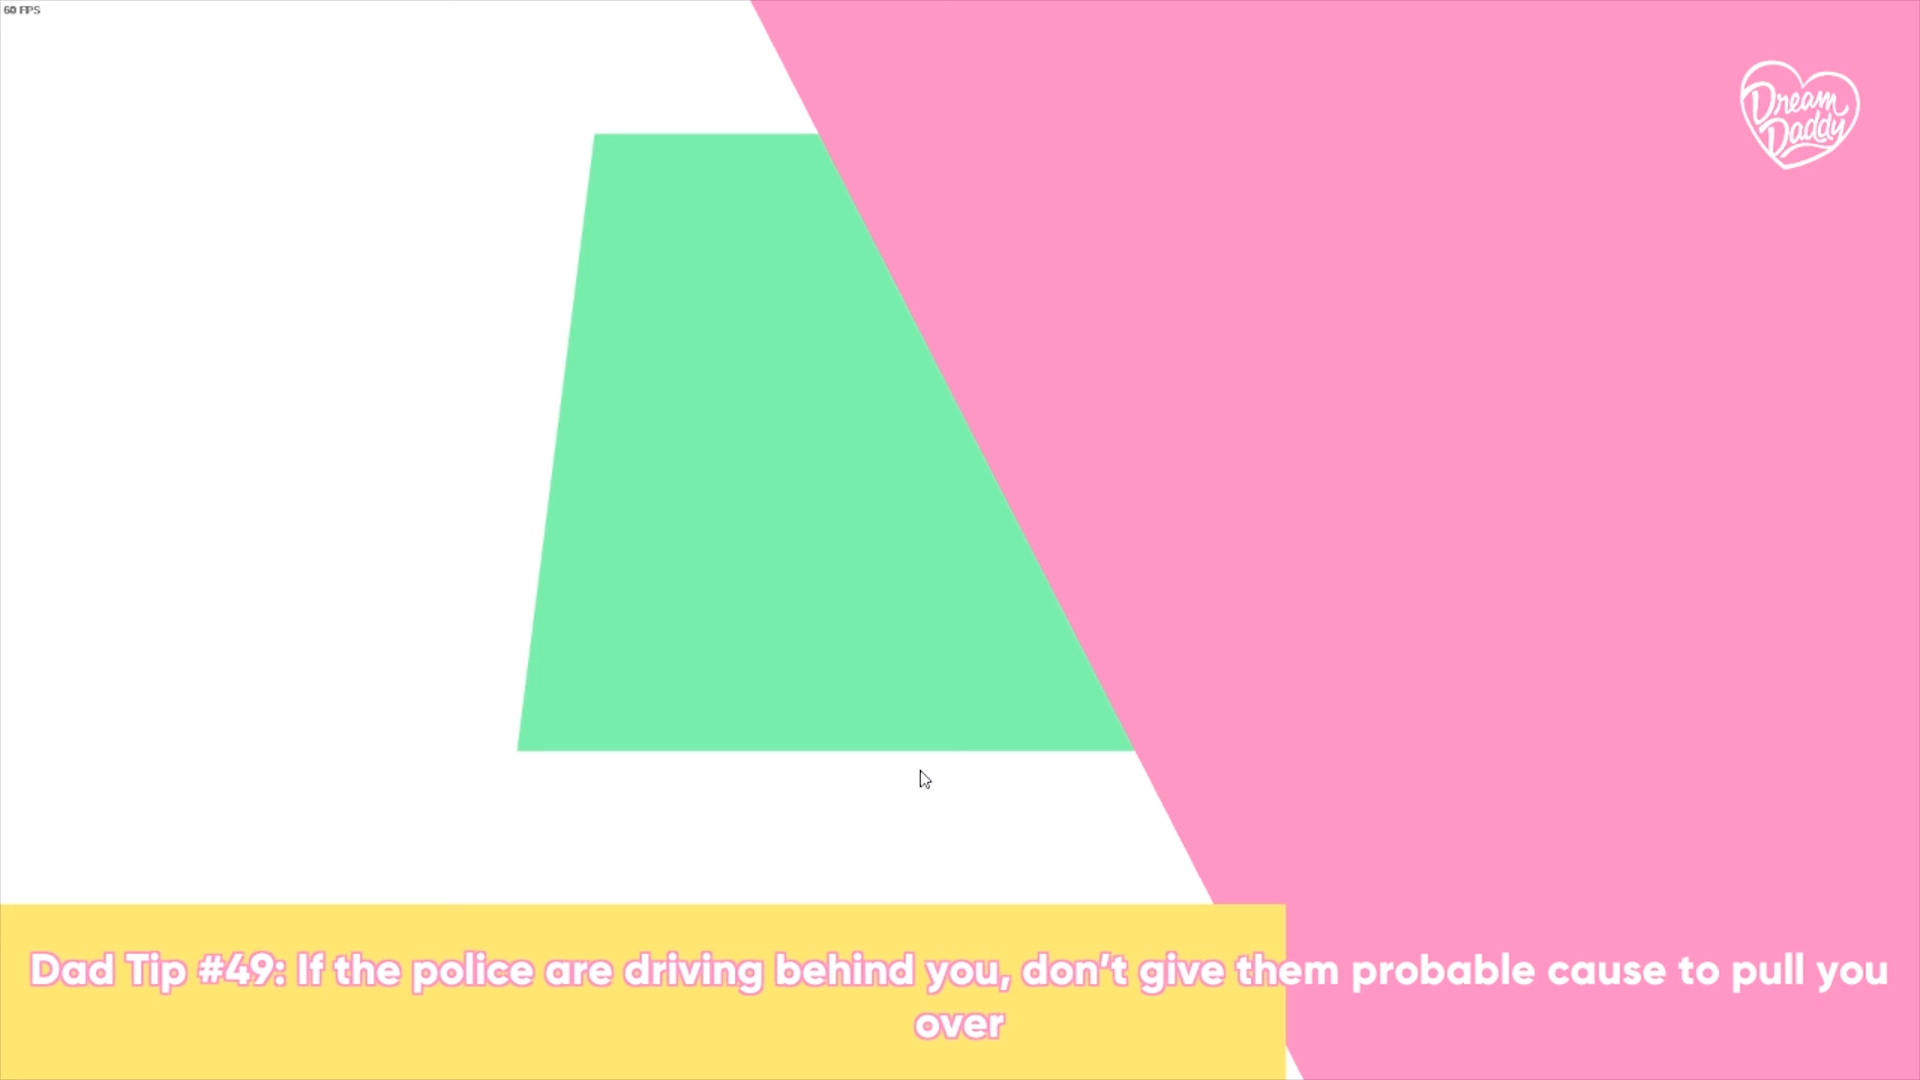 60 FPS
Dream
Daddy
Dad Tip #49: If the police are driving behind you, don’t give them probable cause to pull you
over